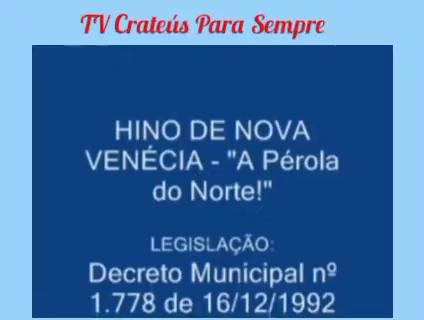 TV Crateús Para Sempre
HINO DE NOVA
VENÉCIA - "A Pérola
do Norte!"
LEGISLAÇÃO:
Decreto Municipal nº
1.778 de 16/12/1992